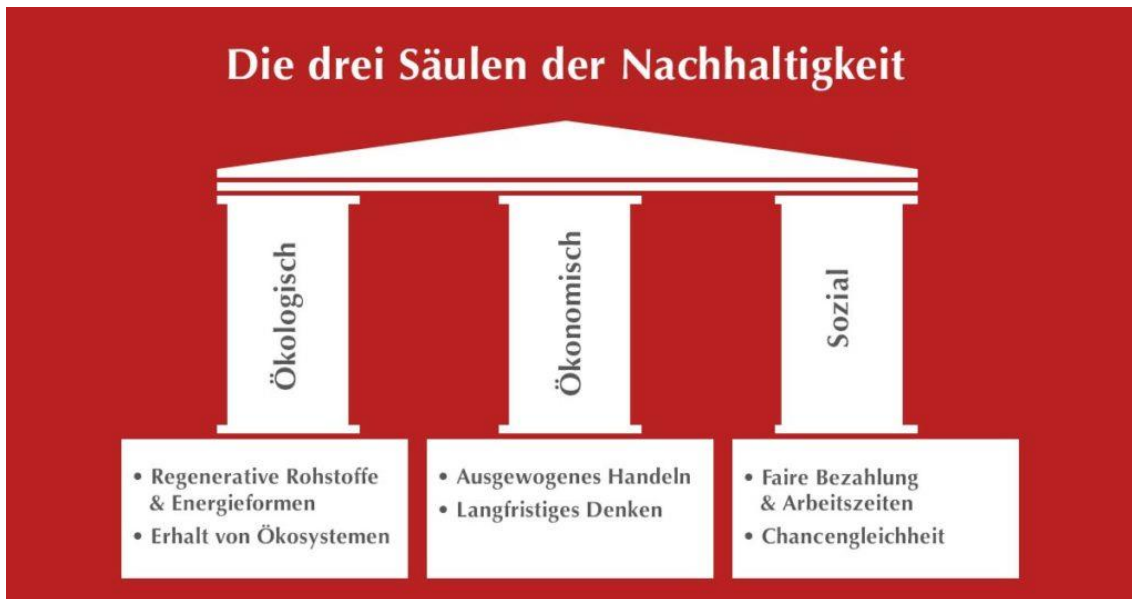 Die drei Säulen der Nachhaltigkeit
Ökologisch
Ökonomisch
Sozial
• Regenerative Rohstoffe
& Energieformen
• Erhalt von Ökosystemen
• Ausgewogenes Handeln
• Langfristiges Denken
• Faire Bezahlung
& Arbeitszeiten
• Chancengleichheit